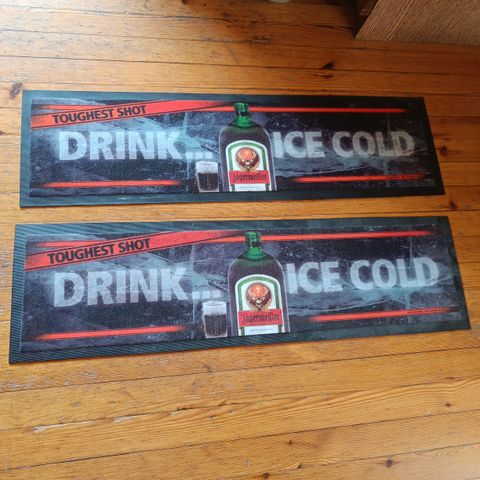 TOUGHEST SHOT
DRINK... ICE COLD
Jägermeister
TOUGHEST SHOT
DRINK... ICE COLD
Jägermeister